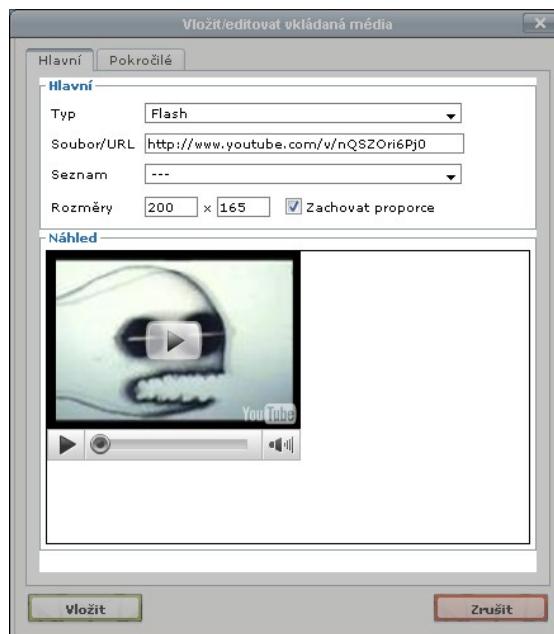 Vložit/editovat vkládaná média
Hlavní Pokročilé
Hlavní
Typ Flash
Soubor/URL http://www.youtube.com/v/nQSZOri6Pj0
Seznam ---
Rozměry 200 x 165 Zachovat proporce
Náhled
YouTube
Vložit Zrušit